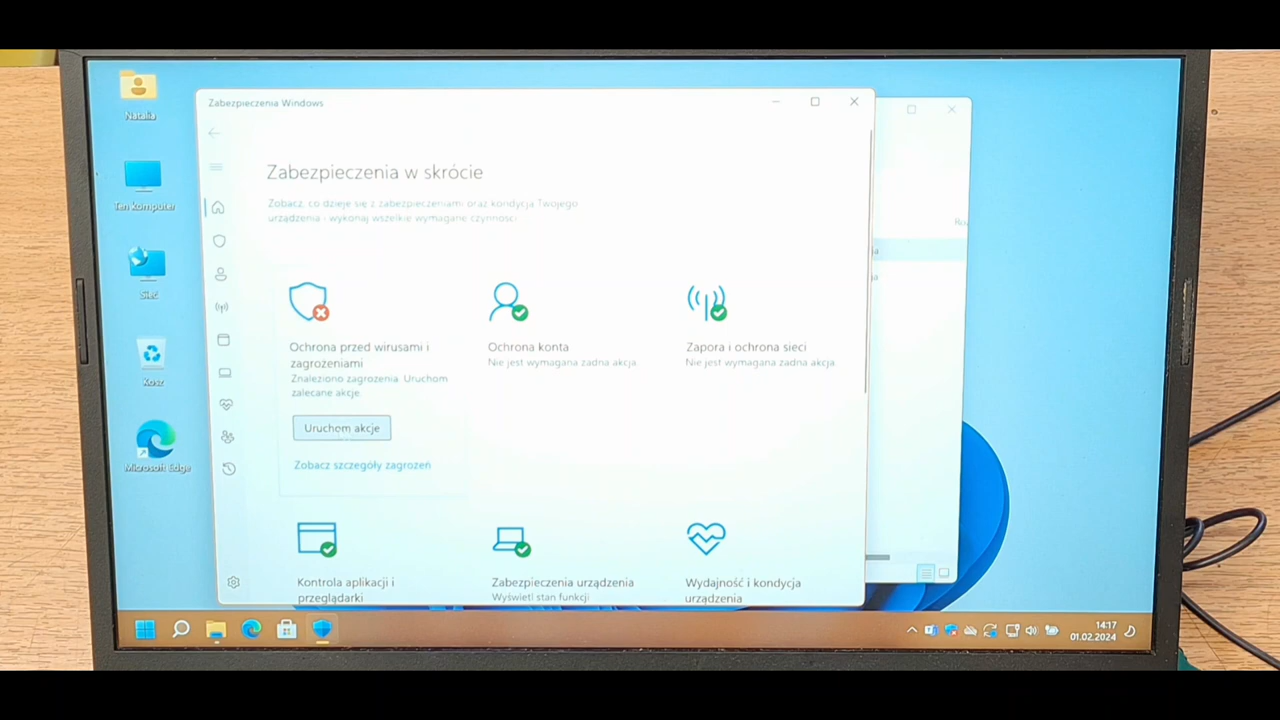 Natalia
Ten komputer
Sieć
Kosz
Microsoft Edge
Zabezpieczenia Windows
Zabezpieczenia w skrócie
Zobacz, co dzieje się z zabezpieczeniami oraz kondycją Twojego
urządzenia - wykonaj wszelkie wymagane czynności.
Ochrona przed wirusami i
zagrożeniami
Znaleziono zagrożenia. Uruchom
zalecane akcje.
Uruchom akcje
Zobacz szczegóły zagrożeń
Ochrona konta
Nie jest wymagana żadna akcja.
Zapora i ochrona sieci
Nie jest wymagana żadna akcja.
Kontrola aplikacji i
przeglądarki
Zabezpieczenia urządzenia
Wyświetl stan funkcji
Wydajność i kondycja
urządzenia
14:17
01.02.2024